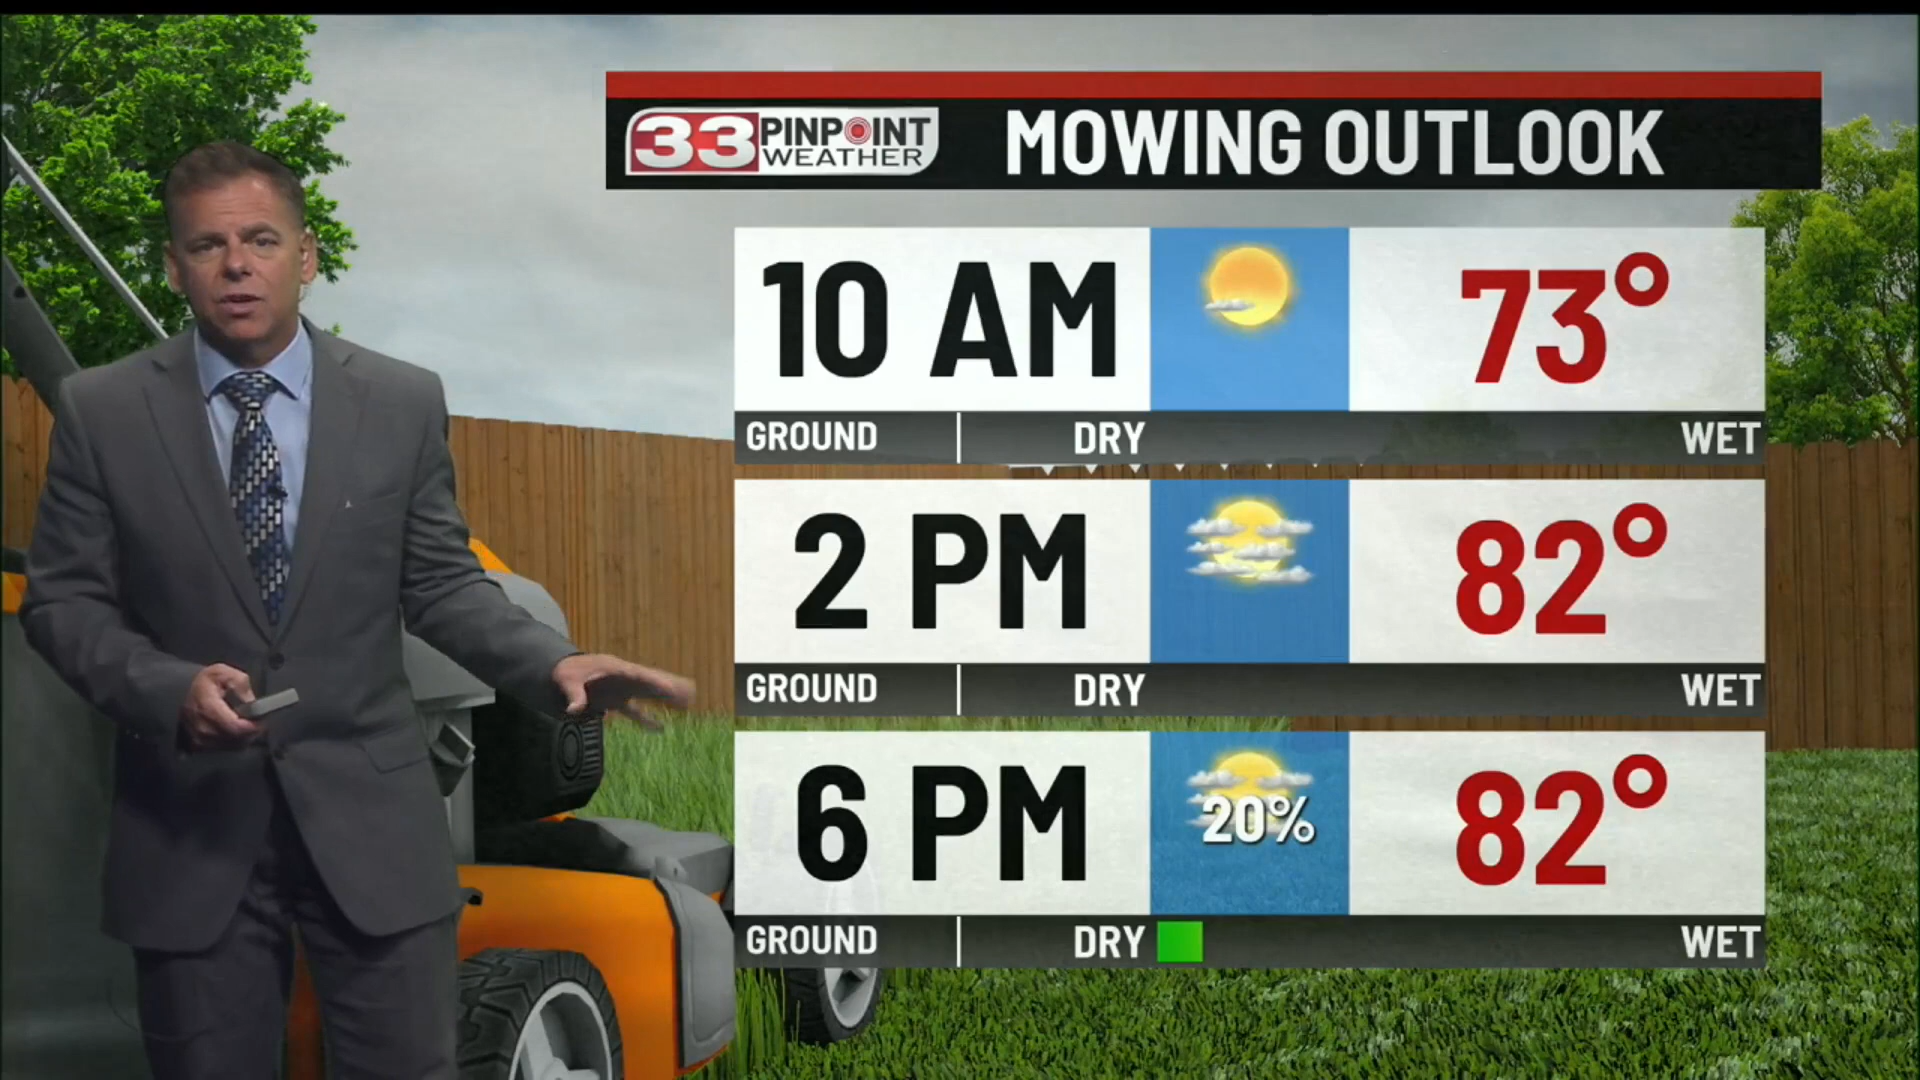 33 PINPOINT
WEATHER
MOWING OUTLOOK
10 AM 73°
GROUND DRY WET
2 PM 82°
GROUND DRY WET
6 PM 20% 82°
GROUND DRY WET